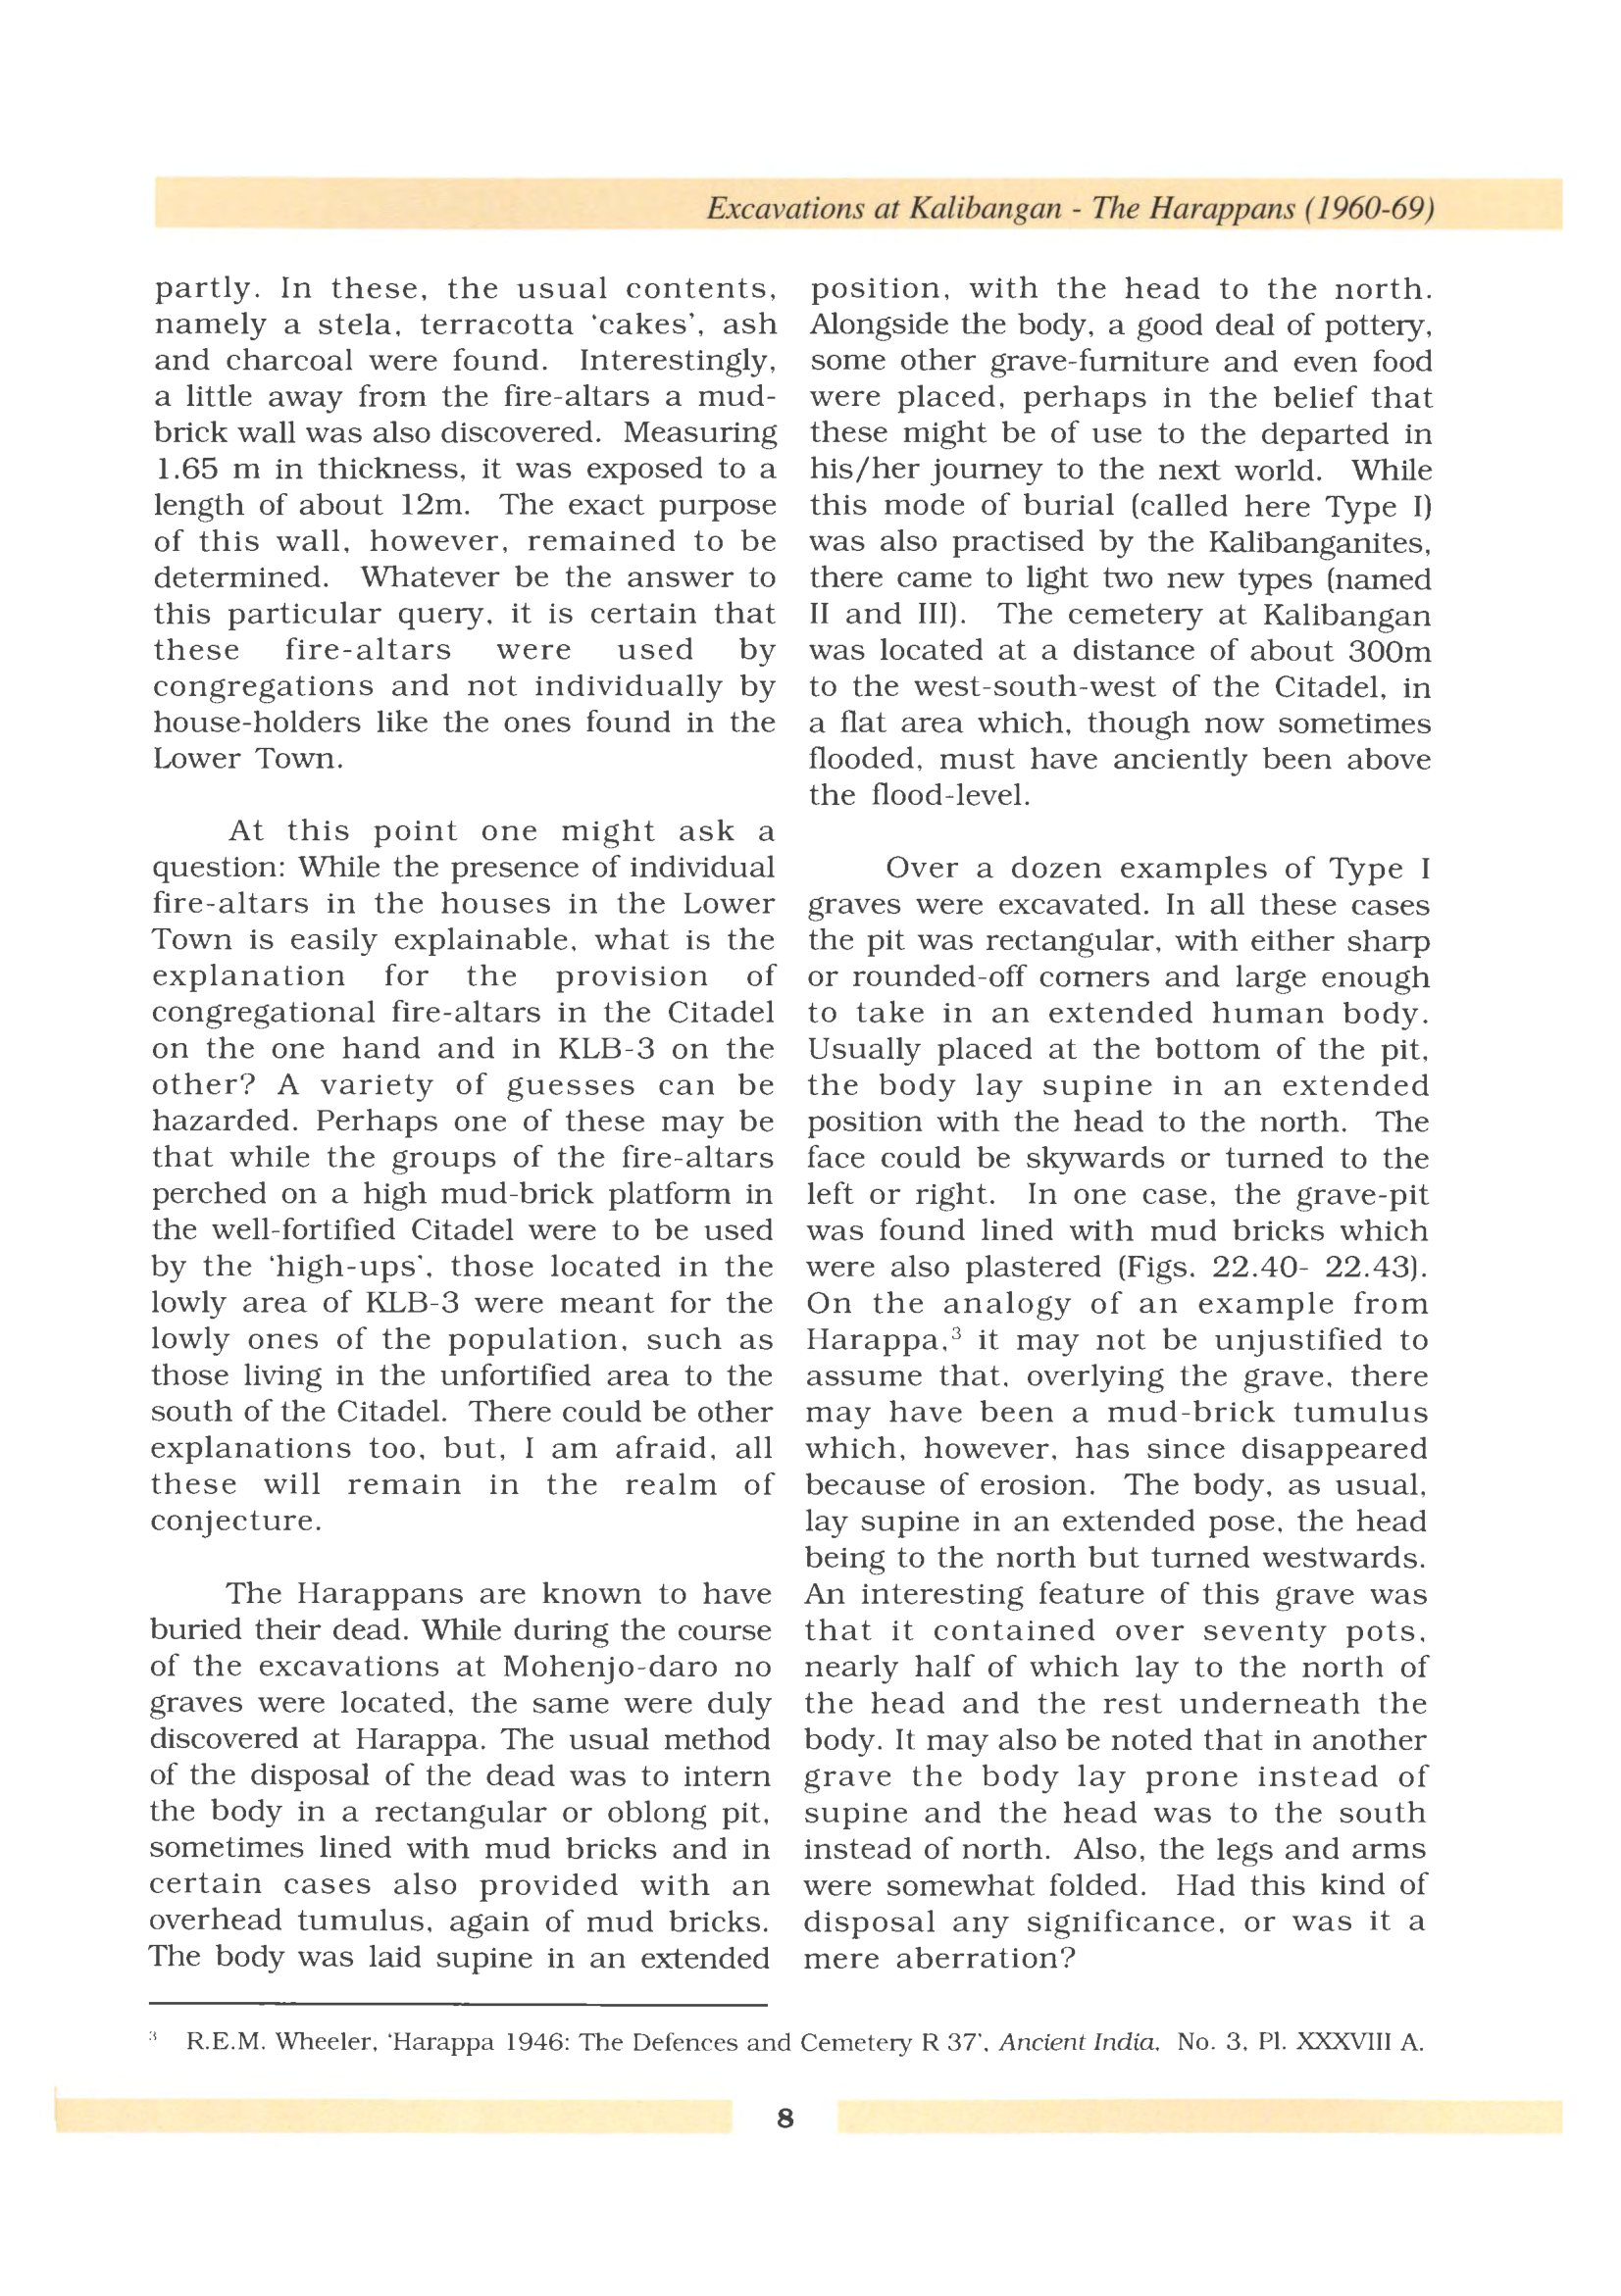 Excavations at Kalibangan - The Harappans (1960-69)
partly. In these, the usual contents,
namely a stela, terracotta ‘cakes’, ash
and charcoal were found. Interestingly,
a little away from the fire-altars a mud-
brick wall was also discovered. Measuring
1.65 m in thickness, it was exposed to a
length of about 12m. The exact purpose
of this wall, however, remained to be
determined. Whatever be the answer to
this particular query, it is certain that
these fire-altars were used by
congregations and not individually by
house-holders like the ones found in the
Lower Town.
At this point one might ask a
question: While the presence of individual
fire-altars in the houses in the Lower
Town is easily explainable, what is the
explanation for the provision of
congregational fire-altars in the Citadel
on the one hand and in KLB-3 on the
other? A variety of guesses can be
hazarded. Perhaps one of these may be
that while the groups of the fire-altars
perched on a high mud-brick platform in
the well-fortified Citadel were to be used
by the ‘high-ups’, those located in the
lowly area of KLB-3 were meant for the
lowly ones of the population, such as
those living in the unfortified area to the
south of the Citadel. There could be other
explanations too, but, I am afraid, all
these will remain in the realm of
conjecture.
The Harappans are known to have
buried their dead. While during the course
of the excavations at Mohenjo-daro no
graves were located, the same were duly
discovered at Harappa. The usual method
of the disposal of the dead was to intern
the body in a rectangular or oblong pit,
sometimes lined with mud bricks and in
certain cases also provided with an
overhead tumulus, again of mud bricks.
The body was laid supine in an extended
position, with the head to the north.
Alongside the body, a good deal of pottery,
some other grave-furniture and even food
were placed, perhaps in the belief that
these might be of use to the departed in
his/her journey to the next world. While
this mode of burial (called here Type I)
was also practised by the Kalibanganites,
there came to light two new types (named
II and III). The cemetery at Kalibangan
was located at a distance of about 300m
to the west-south-west of the Citadel, in
a flat area which, though now sometimes
flooded, must have anciently been above
the flood-level.
Over a dozen examples of Type I
graves were excavated. In all these cases
the pit was rectangular, with either sharp
or rounded-off corners and large enough
to take in an extended human body.
Usually placed at the bottom of the pit,
the body lay supine in an extended
position with the head to the north. The
face could be skywards or turned to the
left or right. In one case, the grave-pit
was found lined with mud bricks which
were also plastered (Figs. 22.40- 22.43).
On the analogy of an example from
Harappa,³ it may not be unjustified to
assume that, overlying the grave, there
may have been a mud-brick tumulus
which, however, has since disappeared
because of erosion. The body, as usual,
lay supine in an extended pose, the head
being to the north but turned westwards.
An interesting feature of this grave was
that it contained over seventy pots,
nearly half of which lay to the north of
the head and the rest underneath the
body. It may also be noted that in another
grave the body lay prone instead of
supine and the head was to the south
instead of north. Also, the legs and arms
were somewhat folded. Had this kind of
disposal any significance, or was it a
mere aberration?
³ R.E.M. Wheeler, ‘Harappa 1946: The Defences and Cemetery R 37’, Ancient India, No. 3, Pl. XXXVIII A.
8